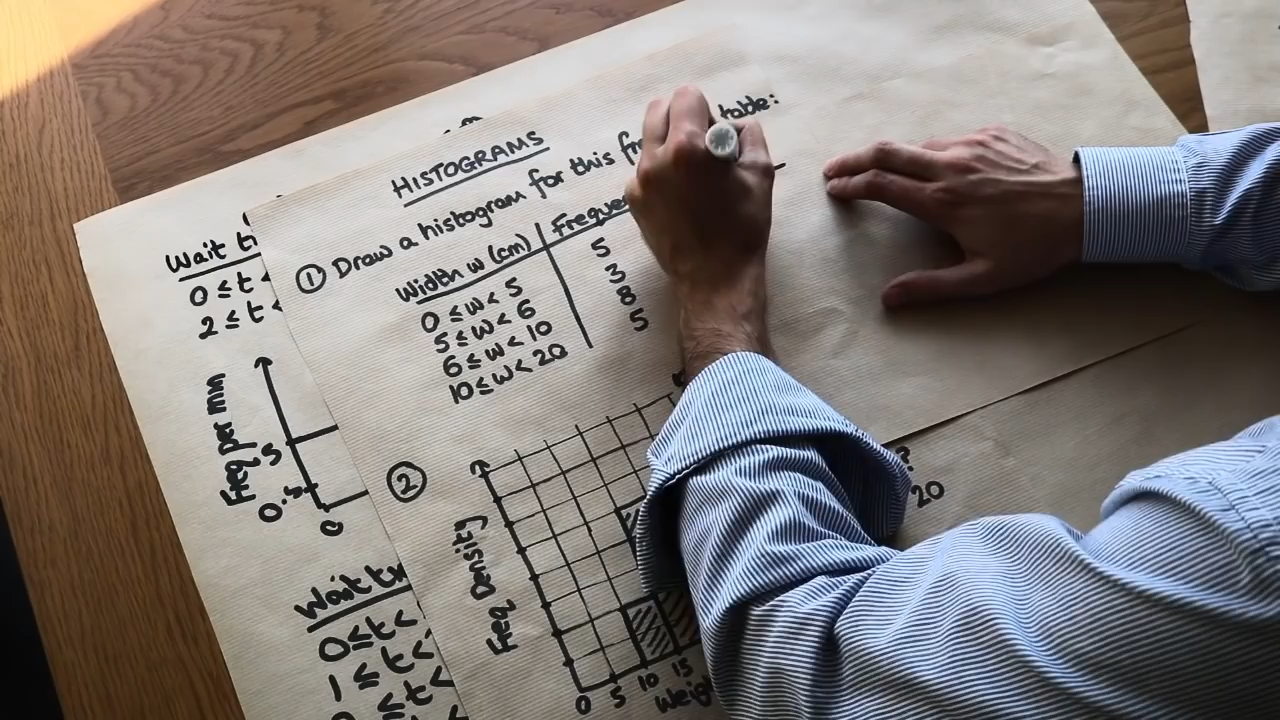 HISTOGRAMS
① Draw a histogram for this table:
Width w (cm)
0 ≤ w < 5 5
5 ≤ w < 6 3
6 ≤ w < 10 8
10 ≤ w < 20 5
②
Freq Density
0 5 10 15
20
Wait
0 ≤ t <
2 ≤ t <
Freq per min
5
0.5
0
Wait
0 ≤ t <
1 ≤ t <